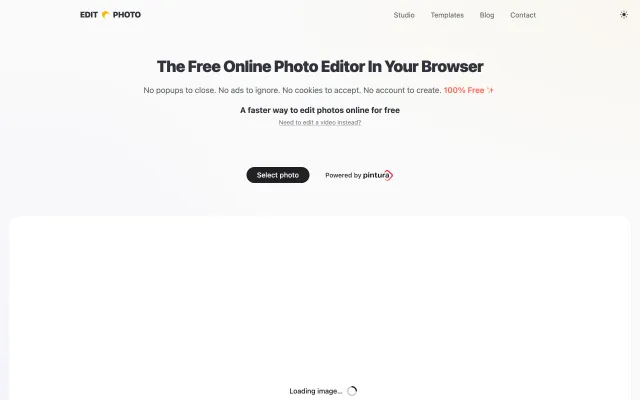 EDIT PHOTO
Studio Templates Blog Contact
The Free Online Photo Editor In Your Browser
No popups to close. No ads to ignore. No cookies to accept. No account to create. 100% Free
A faster way to edit photos online for free
Need to edit a video instead?
Select photo Powered by pintura
Loading image...